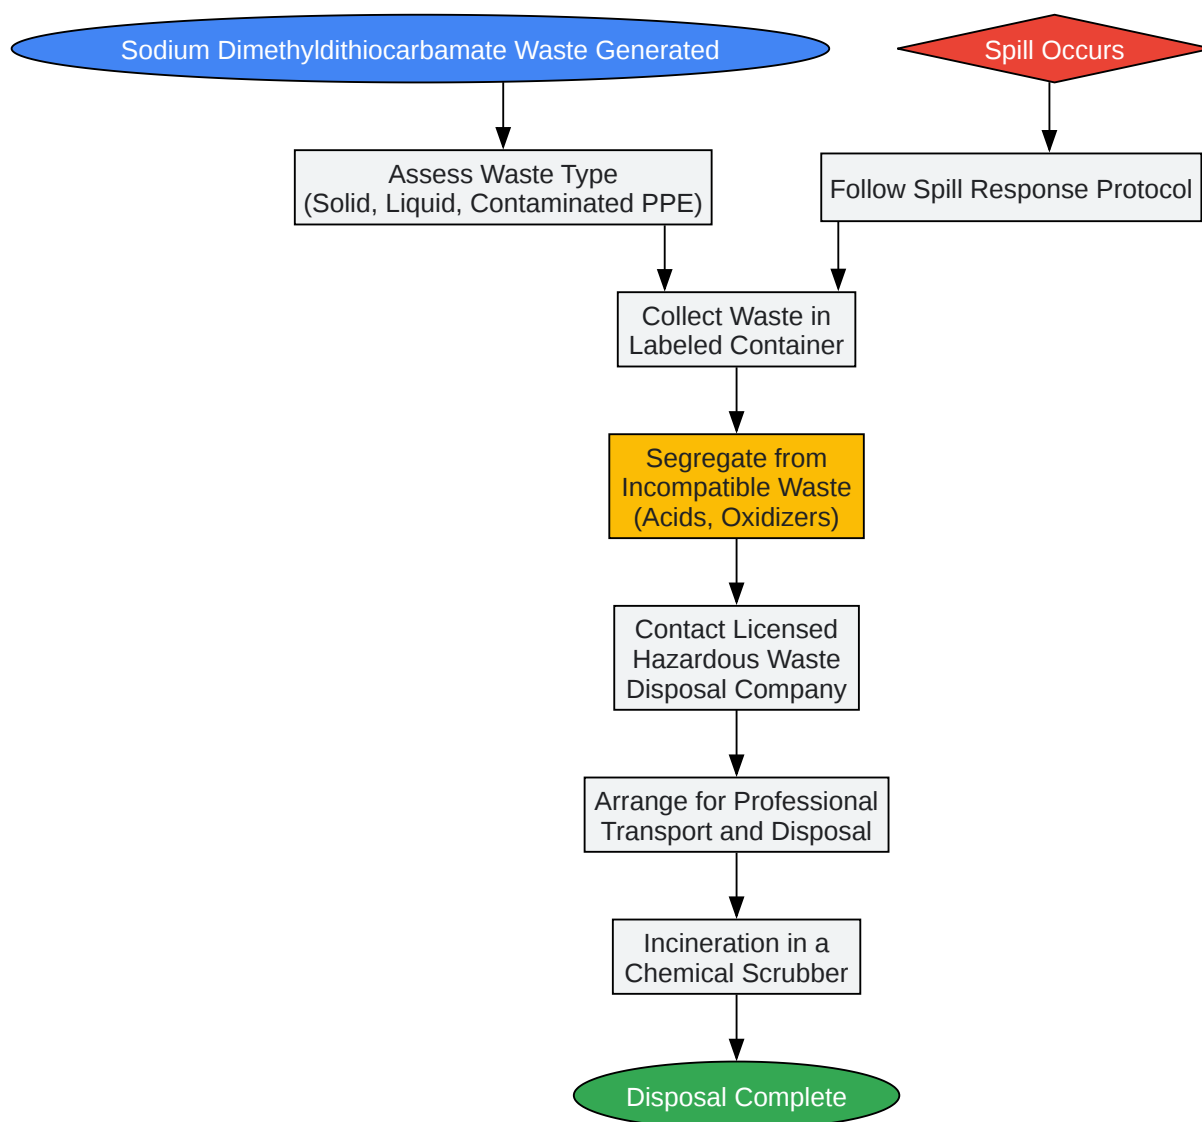 Sodium Dimethyldithiocarbamate Waste Generated
Spill Occurs
Assess Waste Type
(Solid, Liquid, Contaminated PPE)
Follow Spill Response Protocol
Collect Waste in
Labeled Container
Segregate from
Incompatible Waste
(Acids, Oxidizers)
Contact Licensed
Hazardous Waste
Disposal Company
Arrange for Professional
Transport and Disposal
Incineration in a
Chemical Scrubber
Disposal Complete